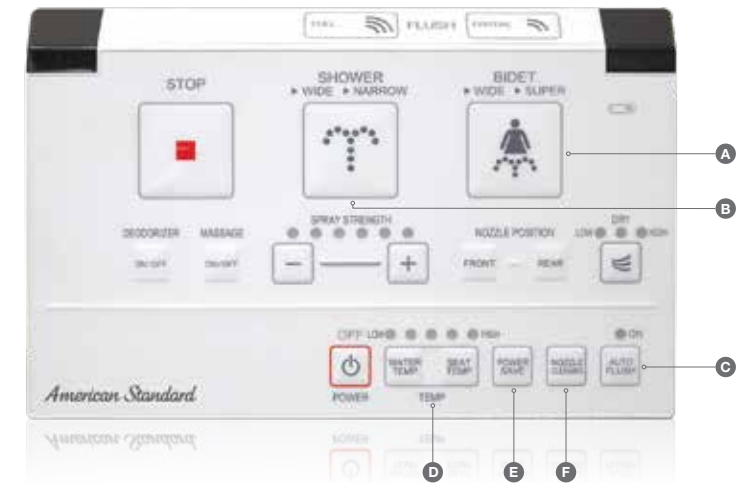 FULL FLUSH
STOP
SHOWER
▸ WIDE ▸ NARROW
BIDET
▸ WIDE ▸ SUPER
A
B
DEODORIZER MASSAGE
SPRAY STRENGTH
NOZZLE POSITION
DRY
LOW HIGH
ON/OFF ON/OFF
− +
FRONT REAR
OFF LOW HIGH
ON
WATER TEMP SEAT TEMP
POWER SAVE
NOZZLE CLEANING
AUTO FLUSH
C
American Standard
POWER TEMP
D E F